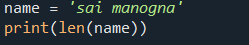 name = 'sai manogna'
print(len(name))